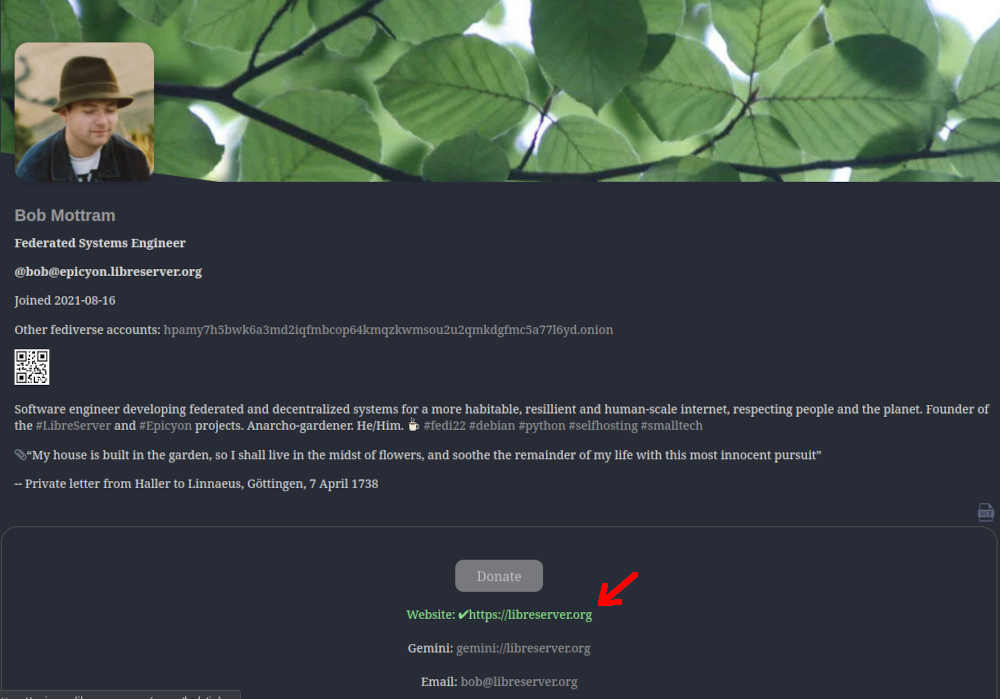 Bob Mottram
Federated Systems Engineer
@bob@epicyon.libreserver.org
Joined 2021-08-16
Other fediverse accounts: hpamy7h5bwk6a3md2iqfmbcop64kmqzkwmsou2u2qmkdgfmc5a77l6yd.onion
Software engineer developing federated and decentralized systems for a more habitable, resillient and human-scale internet, respecting people and the planet. Founder of
the #LibreServer and #Epicyon projects. Anarcho-gardener. He/Him. ☕ #fedi22 #debian #python #selfhosting #smalltech
📎“My house is built in the garden, so I shall live in the midst of flowers, and soothe the remainder of my life with this most innocent pursuit”
-- Private letter from Haller to Linnaeus, Göttingen, 7 April 1738
Donate
Website: ✔https://libreserver.org
Gemini: gemini://libreserver.org
Email: bob@libreserver.org